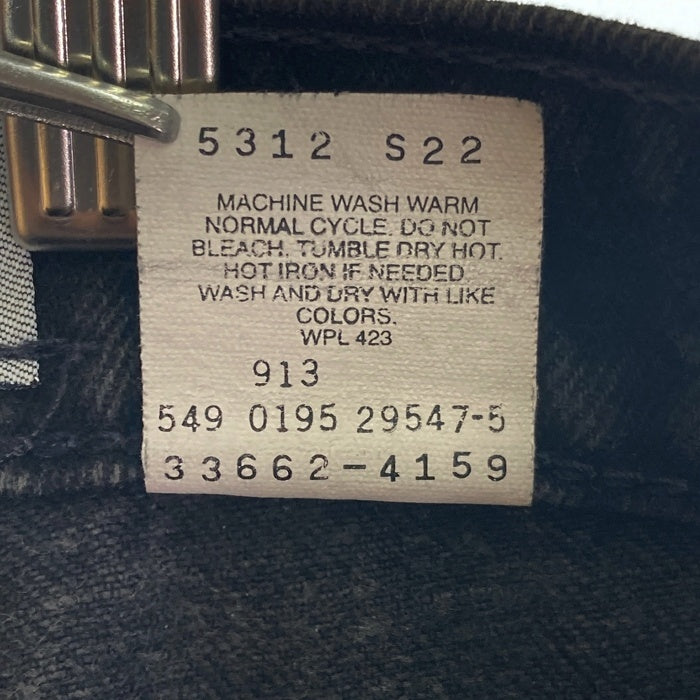 5312 S22
MACHINE WASH WARM
NORMAL CYCLE. DO NOT
BLEACH. TUMBLE DRY HOT.
HOT IRON IF NEEDED
WASH AND DRY WITH LIKE
COLORS.
WPL 423
913
549 0195 29547-5
33662-4159